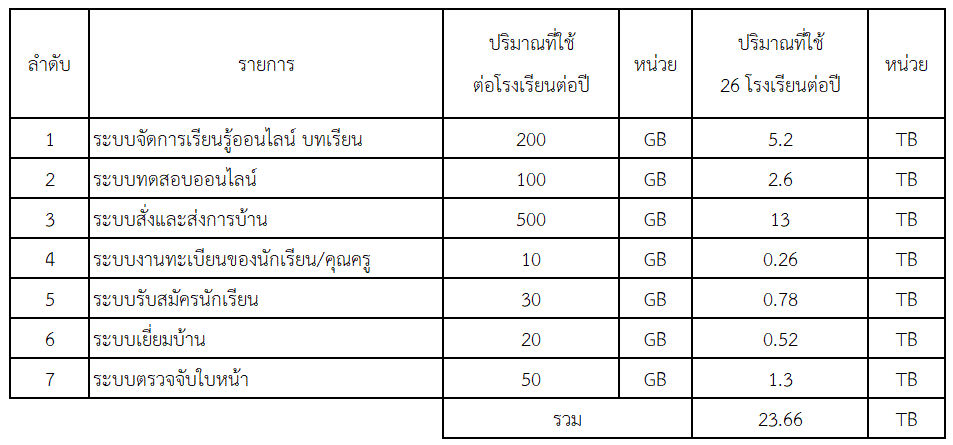 ลำดับ รายการ ปริมาณที่ใช้ต่อโรงเรียนต่อปี หน่วย ปริมาณที่ใช้ 26 โรงเรียนต่อปี หน่วย
1 ระบบจัดการเรียนรู้ออนไลน์ บทเรียน 200 GB 5.2 TB
2 ระบบทดสอบออนไลน์ 100 GB 2.6 TB
3 ระบบสั่งและส่งการบ้าน 500 GB 13 TB
4 ระบบงานทะเบียนของนักเรียน/คุณครู 10 GB 0.26 TB
5 ระบบรับสมัครนักเรียน 30 GB 0.78 TB
6 ระบบเยี่ยมบ้าน 20 GB 0.52 TB
7 ระบบตรวจจับใบหน้า 50 GB 1.3 TB
รวม 23.66 TB